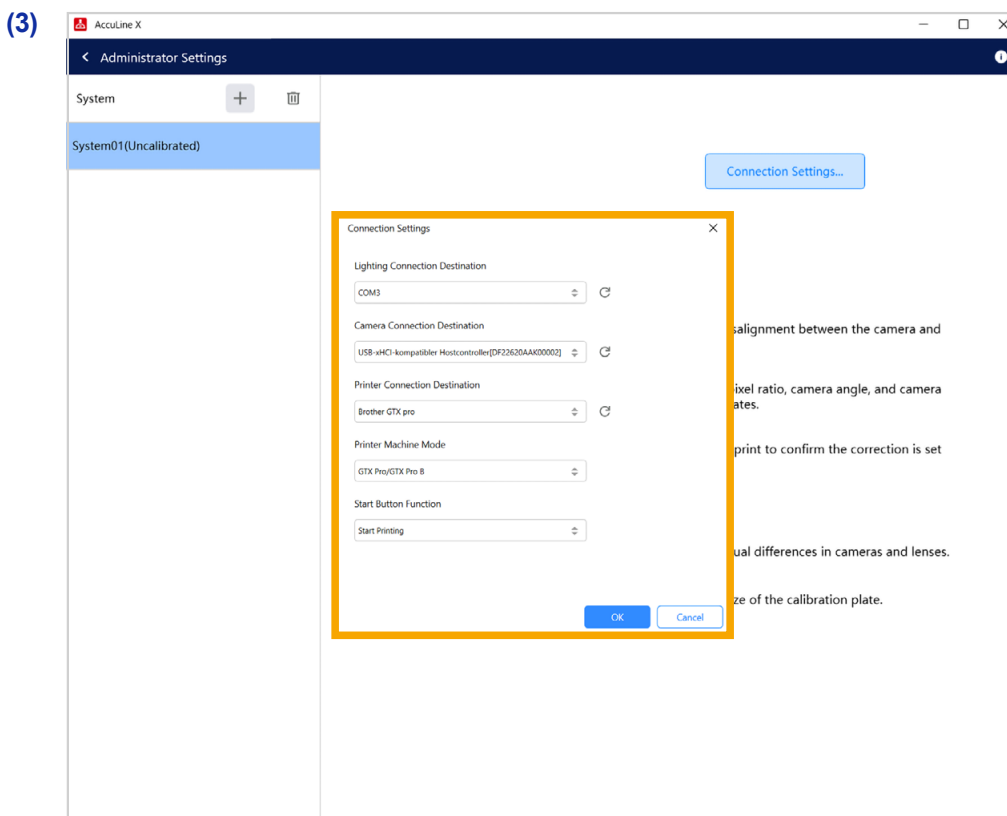 (3)
AccuLine X
Administrator Settings
System
System01(Uncalibrated)
Connection Settings...
Connection Settings
Lighting Connection Destination
COM3
Camera Connection Destination
USB-xHCI-kompatibler Hostcontroller[DF22620AAK00002]
Printer Connection Destination
Brother GTX pro
Printer Machine Mode
GTX Pro/GTX Pro B
Start Button Function
Start Printing
OK Cancel
salignment between the camera and
ixel ratio, camera angle, and camera
ates.
print to confirm the correction is set
ual differences in cameras and lenses.
ze of the calibration plate.